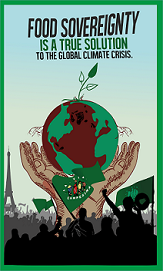 FOOD SOVEREIGNTY
IS A TRUE SOLUTION
TO THE GLOBAL CLIMATE CRISIS.